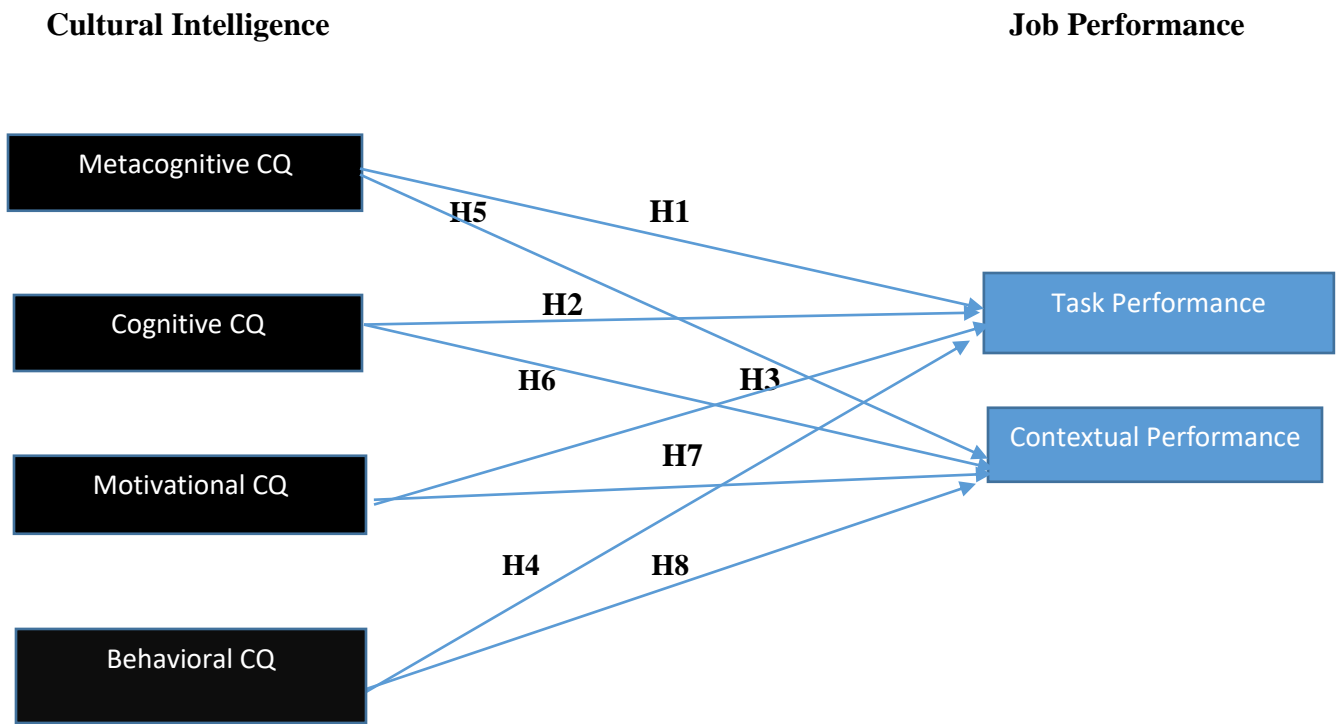 Cultural Intelligence
Job Performance
Metacognitive CQ
H5
H1
Cognitive CQ
H2
Task Performance
H6
H3
Contextual Performance
Motivational CQ
H7
H4
H8
Behavioral CQ